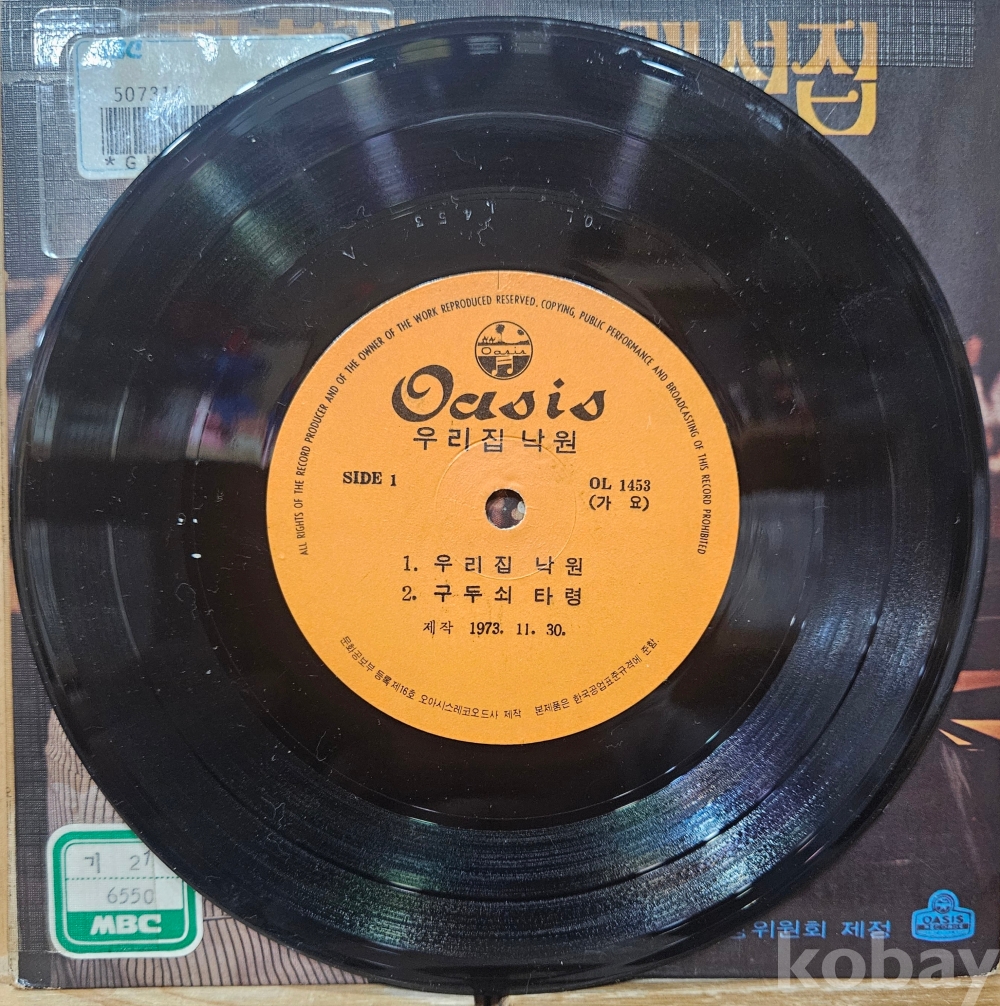 선집
MBC
50731
* G
OL 1453
A
ALL RIGHTS OF THE RECORD PRODUCER AND OF THE OWNER OF THE WORK REPRODUCED RESERVED. COPYING, PUBLIC PERFORMANCE AND BROADCASTING OF THIS RECORD PROHIBITED
Oasis
Oasis
우리집 낙원
SIDE 1
OL 1453
(가 요)
1. 우리집 낙원
2. 구두쇠 타령
제작 1973. 11. 30.
문화공보부 등록 제16호 오아시스레코오드사 제작 본제품은 한국공업표준규격에 준함.
기 2
6550
MBC
위원회 제정
OASIS
kobay